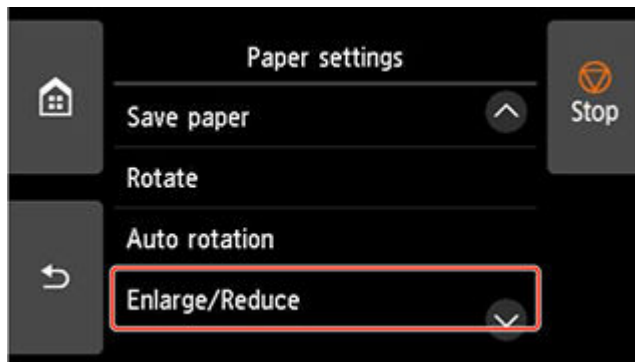 Paper settings
Save paper
Stop
Rotate
Auto rotation
Enlarge/Reduce